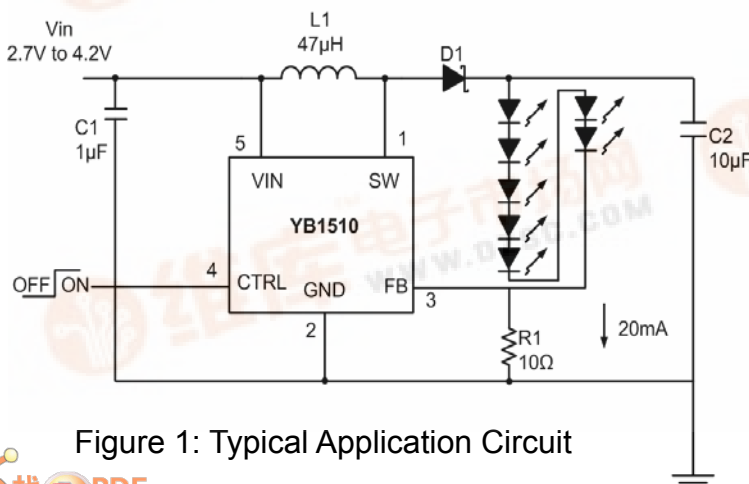 Vin
2.7V to 4.2V
L1
47µH
D1
C1
1µF
5
1
VIN
SW
C2
10µF
YB1510
OFF
ON
4
CTRL
GND
FB
3
2
R1
10Ω
20mA
Figure 1: Typical Application Circuit